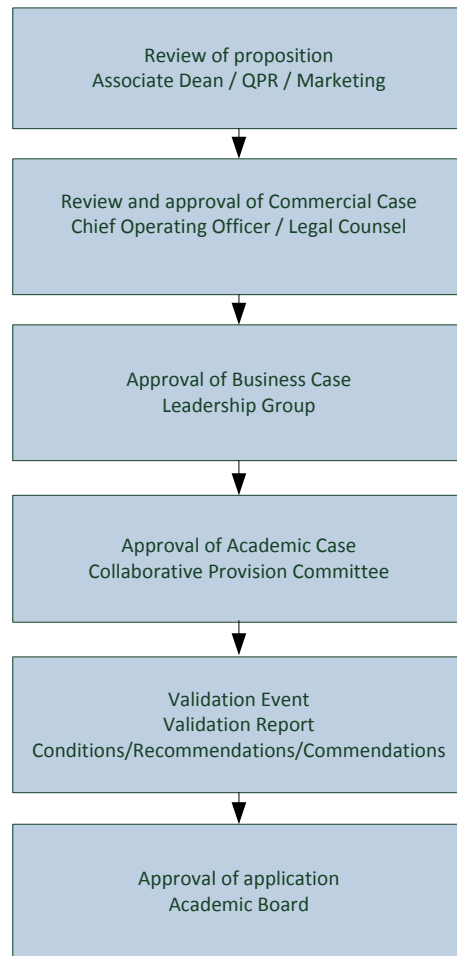 Review of proposition
Associate Dean / QPR / Marketing
Review and approval of Commercial Case
Chief Operating Officer / Legal Counsel
Approval of Business Case
Leadership Group
Approval of Academic Case
Collaborative Provision Committee
Validation Event
Validation Report
Conditions/Recommendations/Commendations
Approval of application
Academic Board